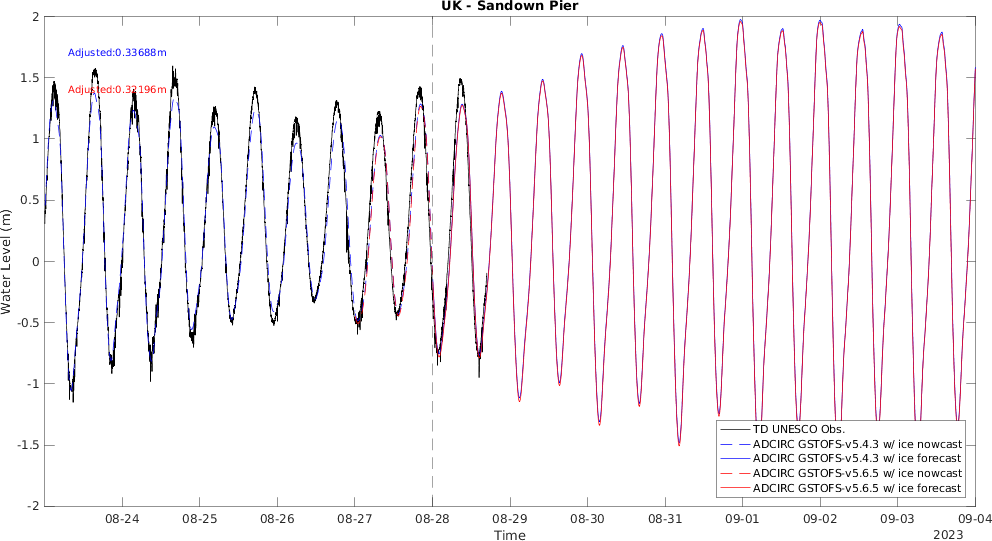 UK - Sandown Pier
Adjusted:0.33688m
Adjusted:0.32196m
Water Level (m)
2
1.5
1
0.5
0
-0.5
-1
-1.5
-2
TD UNESCO Obs.
ADCIRC GSTOFS-v5.4.3 w/ ice nowcast
ADCIRC GSTOFS-v5.4.3 w/ ice forecast
ADCIRC GSTOFS-v5.6.5 w/ ice nowcast
ADCIRC GSTOFS-v5.6.5 w/ ice forecast
08-24 08-25 08-26 08-27 08-28 08-29 08-30 08-31 09-01 09-02 09-03 09-04
Time
2023